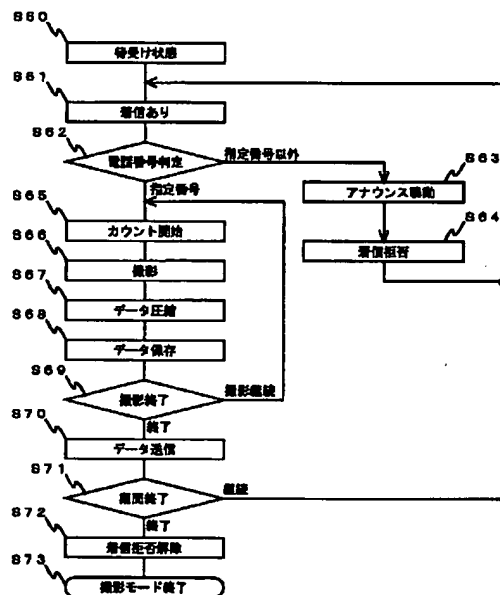 S60
待受け状態
S61
着信あり
S62
電話番号判定
指定番号以外
指定番号
S63
アナウンス
S64
着信拒否
S65
カウント開始
S66
撮影
S67
データ圧縮
S68
データ保存
S69
撮影終了
撮影継続
終了
S70
データ送信
S71
終了
継続
終了
S72
着信拒否解除
S73
撮影モード終了